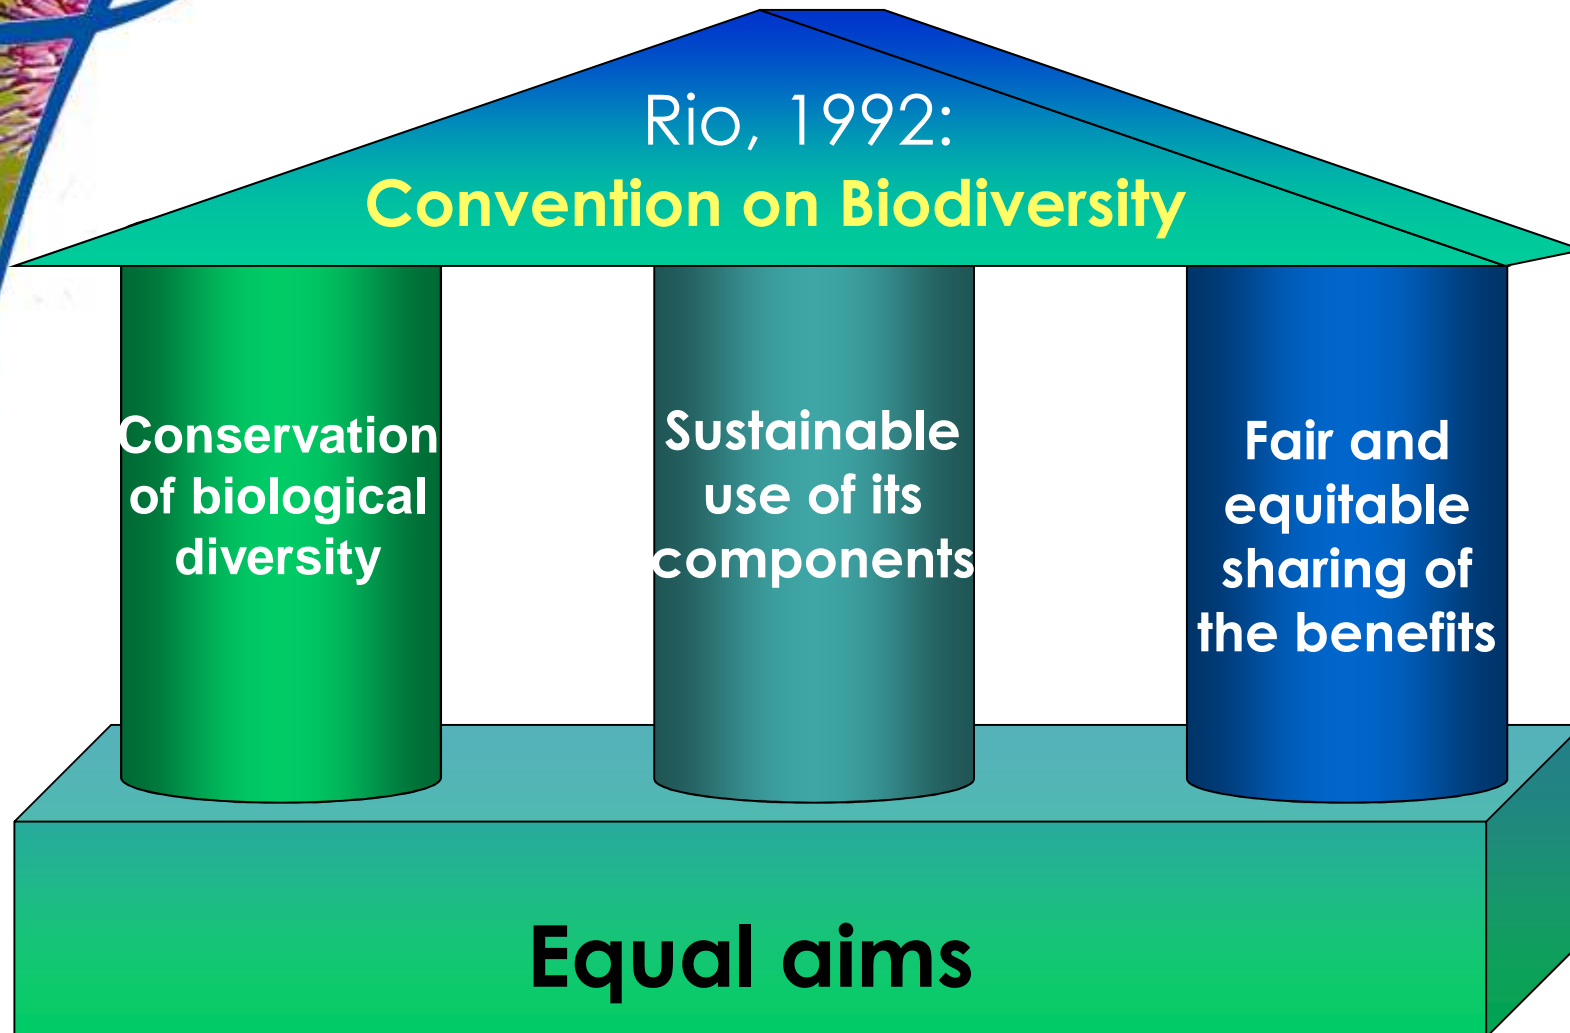 Rio, 1992:
Convention on Biodiversity
Conservation
of biological
diversity
Sustainable
use of its
components
Fair and
equitable
sharing of
the benefits
Equal aims